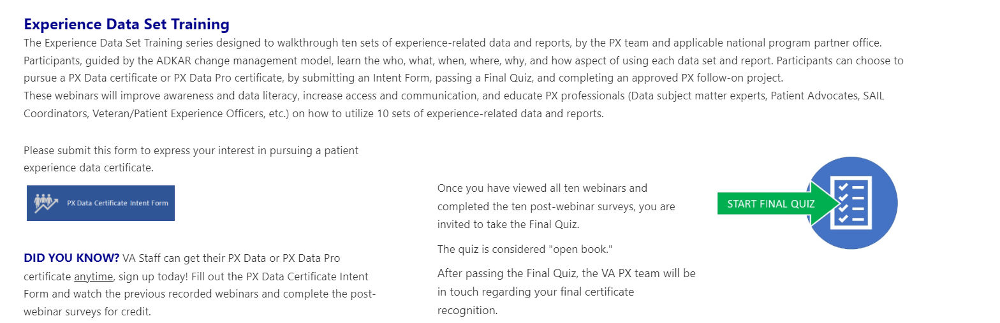 Experience Data Set Training
The Experience Data Set Training series designed to walkthrough ten sets of experience-related data and reports, by the PX team and applicable national program partner office.
Participants, guided by the ADKAR change management model, learn the who, what, when, where, why, and how aspect of using each data set and report. Participants can choose to
pursue a PX Data certificate or PX Data Pro certificate, by submitting an Intent Form, passing a Final Quiz, and completing an approved PX follow-on project.
These webinars will improve awareness and data literacy, increase access and communication, and educate PX professionals (Data subject matter experts, Patient Advocates, SAIL
Coordinators, Veteran/Patient Experience Officers, etc.) on how to utilize 10 sets of experience-related data and reports.
Please submit this form to express your interest in pursuing a patient
experience data certificate.
PX Data Certificate Intent Form
DID YOU KNOW? VA Staff can get their PX Data or PX Data Pro
certificate anytime, sign up today! Fill out the PX Data Certificate Intent
Form and watch the previous recorded webinars and complete the post-
webinar surveys for credit.
Once you have viewed all ten webinars and
completed the ten post-webinar surveys, you are
invited to take the Final Quiz.
The quiz is considered "open book."
After passing the Final Quiz, the VA PX team will be
in touch regarding your final certificate
recognition.
START FINAL QUIZ